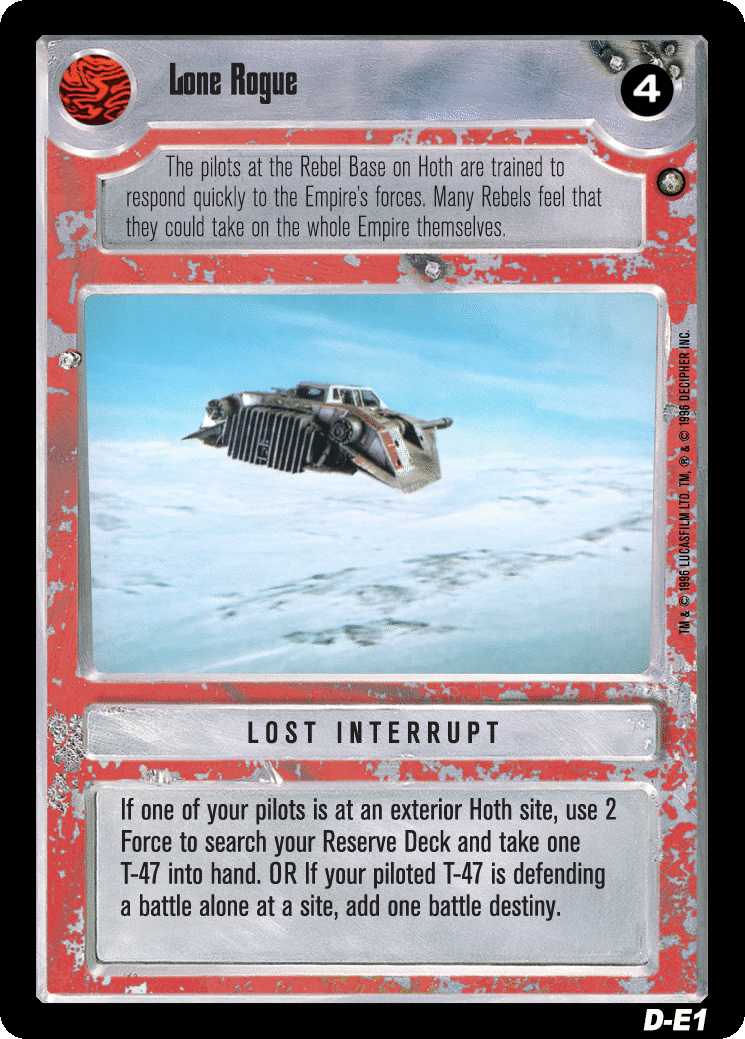 Lone Rogue
4
The pilots at the Rebel Base on Hoth are trained to
respond quickly to the Empire's forces. Many Rebels feel that
they could take on the whole Empire themselves.
TM & © 1996 LUCASFILM LTD. TM, ® & © 1996 DECIPHER INC.
LOST INTERRUPT
If one of your pilots is at an exterior Hoth site, use 2
Force to search your Reserve Deck and take one
T-47 into hand. OR If your piloted T-47 is defending
a battle alone at a site, add one battle destiny.
D-E1